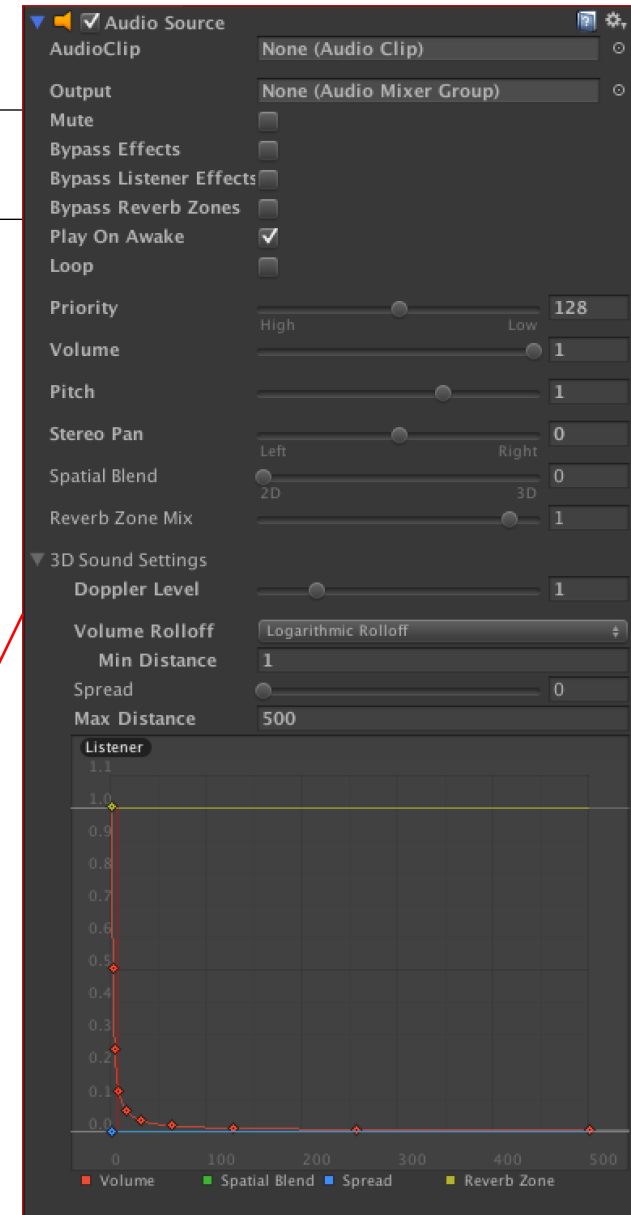 Audio Source
AudioClip None (Audio Clip)
Output None (Audio Mixer Group)
Mute
Bypass Effects
Bypass Listener Effects
Bypass Reverb Zones
Play On Awake
Loop
Priority 128
High Low
Volume 1
Pitch 1
Stereo Pan 0
Left Right
Spatial Blend 0
2D 3D
Reverb Zone Mix 1
3D Sound Settings
Doppler Level 1
Volume Rolloff Logarithmic Rolloff
Min Distance 1
Spread 0
Max Distance 500
Listener
1.1
1.0
0.9
0.8
0.7
0.6
0.5
0.4
0.3
0.2
0.1
0.0
0 100 200 300 400 500
Volume Spatial Blend Spread Reverb Zone